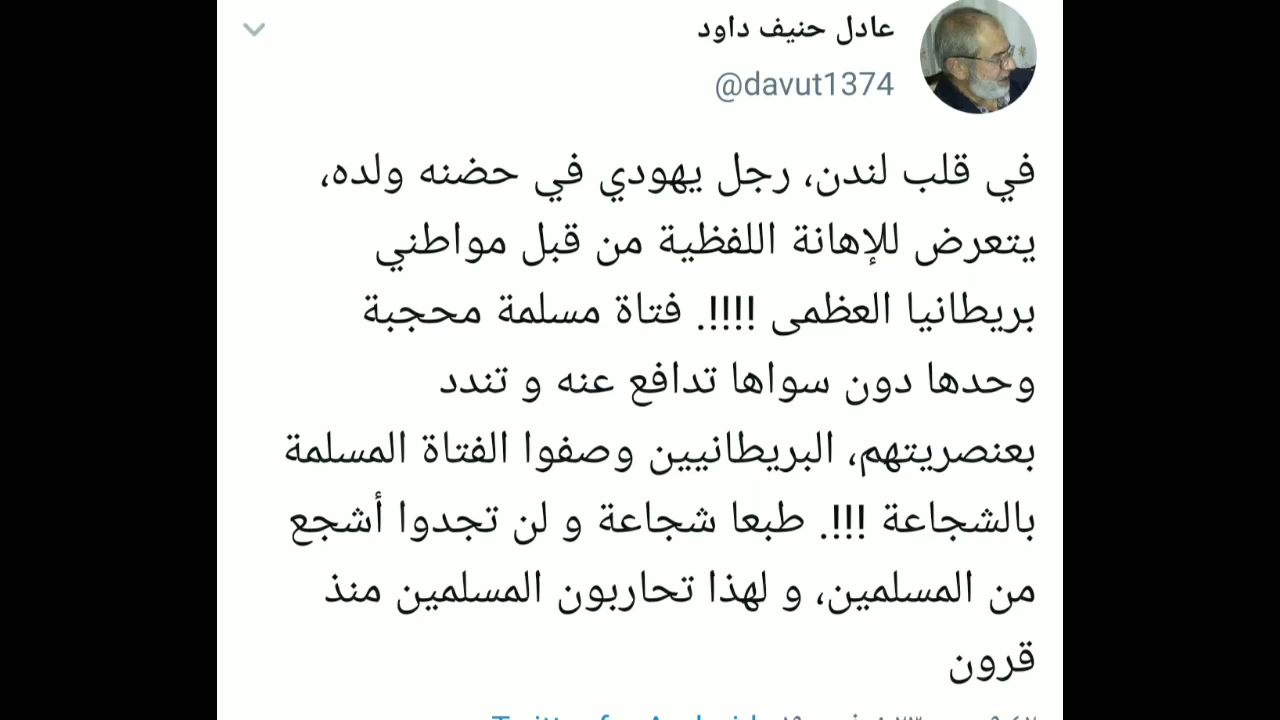 عادل حنيف داود
@davut1374
في قلب لندن، رجل يهودي في حضنه ولده،
يتعرض للإهانة اللفظية من قبل مواطني
بريطانيا العظمى !!!!. فتاة مسلمة محجبة
وحدها دون سواها تدافع عنه و تندد
بعنصريتهم، البريطانيين وصفوا الفتاة المسلمة
بالشجاعة !!!. طبعا شجاعة و لن تجدوا أشجع
من المسلمين، و لهذا تحاربون المسلمين منذ
قرون